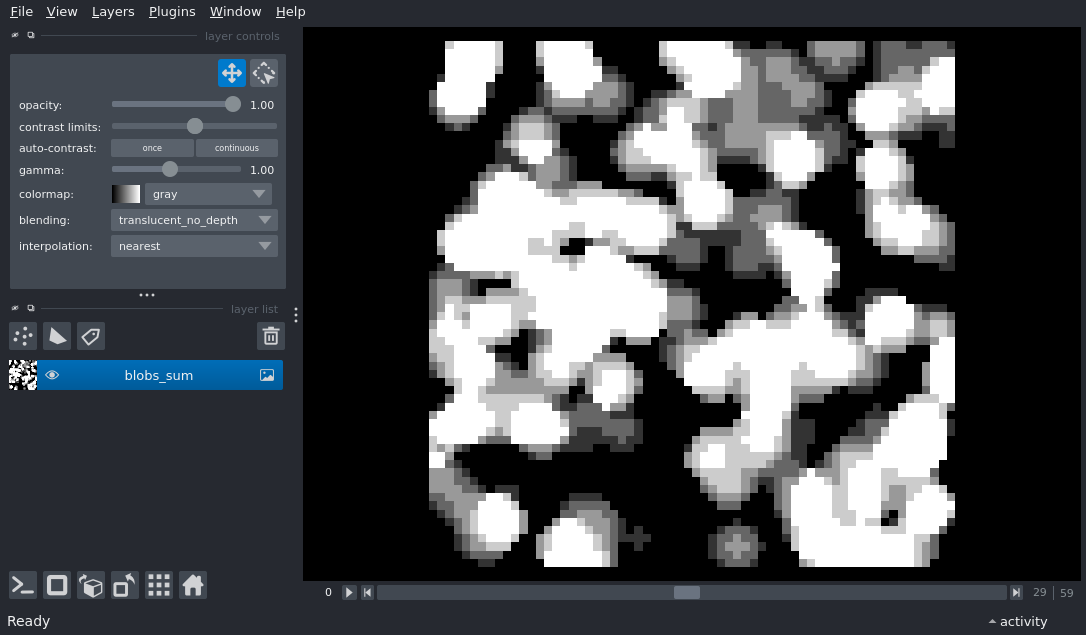 File View Layers Plugins Window Help
layer controls
opacity: 1.00
contrast limits:
auto-contrast: once continuous
gamma: 1.00
colormap: gray
blending: translucent_no_depth
interpolation: nearest
layer list
blobs_sum
0 29 59
Ready activity